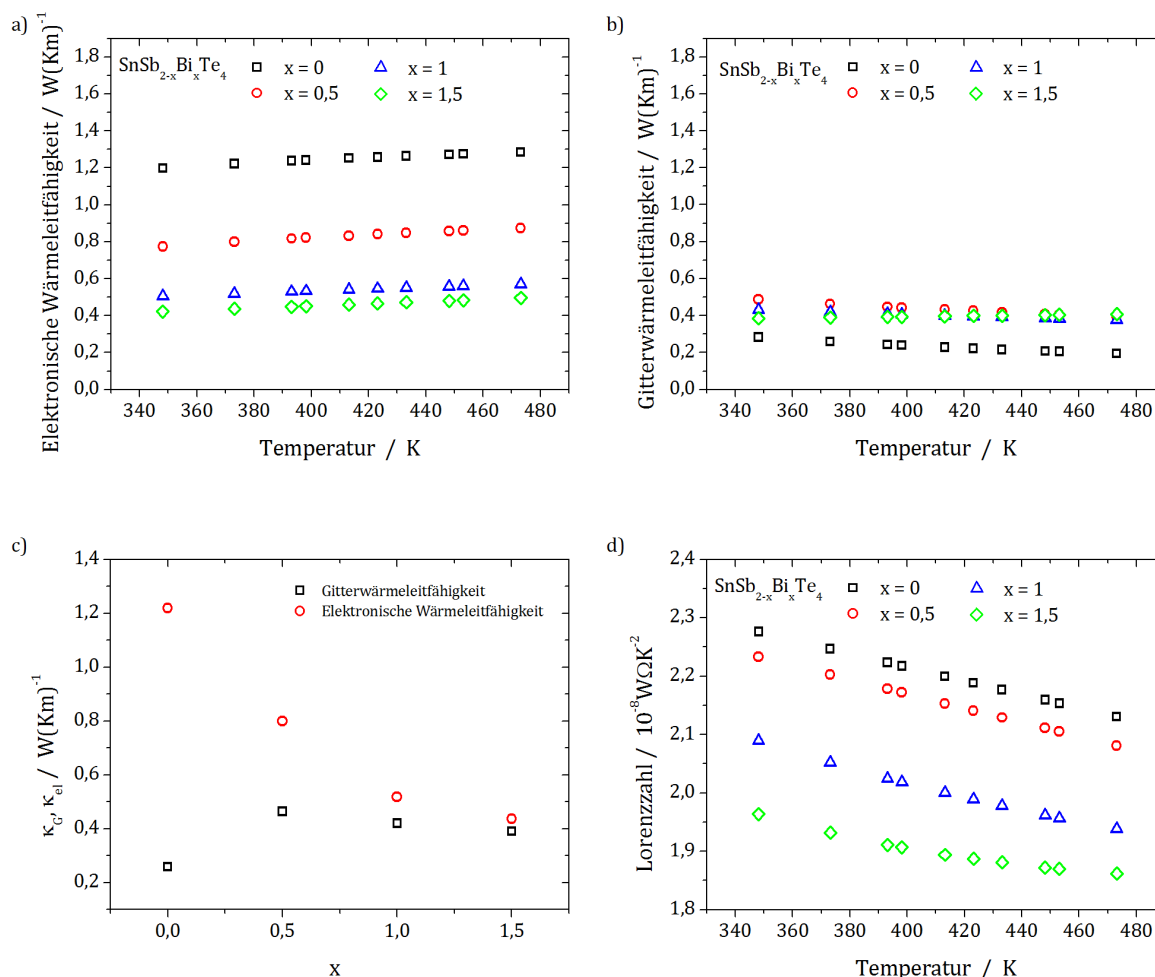 a)
Elektronische Wärmeleitfähigkeit / W(Km)⁻¹
SnSb₂₋ₓBiₓTe₄
x = 0
x = 0,5
x = 1
x = 1,5
1,8
1,6
1,4
1,2
1,0
0,8
0,6
0,4
0,2
0,0
340 360 380 400 420 440 460 480
Temperatur / K
b)
Gitterwärmeleitfähigkeit / W(Km)⁻¹
SnSb₂₋ₓBiₓTe₄
x = 0
x = 0,5
x = 1
x = 1,5
1,8
1,6
1,4
1,2
1,0
0,8
0,6
0,4
0,2
0,0
340 360 380 400 420 440 460 480
Temperatur / K
c)
κG, κel / W(Km)⁻¹
Gitterwärmeleitfähigkeit
Elektronische Wärmeleitfähigkeit
1,4
1,2
1,0
0,8
0,6
0,4
0,2
0,0 0,5 1,0 1,5
x
d)
Lorenzzahl / 10⁻⁸WΩK⁻²
SnSb₂₋ₓBiₓTe₄
x = 0
x = 0,5
x = 1
x = 1,5
2,4
2,3
2,2
2,1
2,0
1,9
1,8
340 360 380 400 420 440 460 480
Temperatur / K